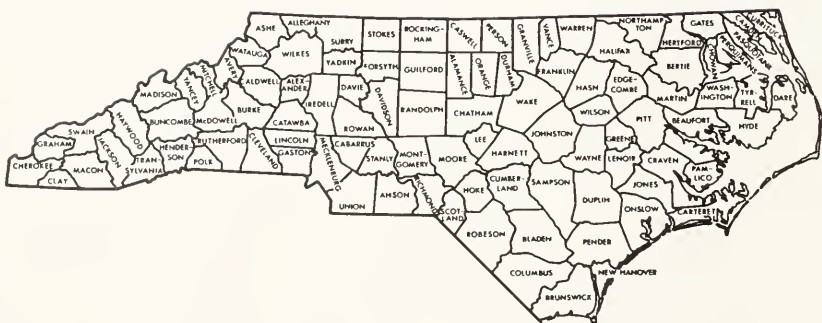 ASHE
ALLEGHANY
SURRY
STOKES
ROCKING-
HAM
CASWELL
PERSON
GRANVILLE
VANCE
WARREN
NORTHAMP
TON
GATES
HERTFORD
CURRITUCK
CAMDEN
PASQUOTANK
PERQUIMANS
CHOWAN
HALIFAX
BERTIE
WATAUGA
WILKES
YADKIN
FORSYTH
GUILFORD
ALAMANCE
ORANGE
DURHAM
FRANKLIN
NASH
EDGE-
COMBE
MARTIN
WASH-
INGTON
TYR-
RELL
DARE
MITCHELL
AVERY
CALDWELL
ALEX-
ANDER
IREDELL
DAVIE
DAVIDSON
RANDOLPH
CHATHAM
WAKE
WILSON
PITT
BEAUFORT
HYDE
MADISON
YANCEY
BURKE
CATAWBA
ROWAN
BUNCOMBE
McDOWELL
LEE
JOHNSTON
GREENE
SWAIN
HAYWOOD
HENDER-
SON
RUTHERFORD
POLK
CLEVELAND
LINCOLN
GASTON
MECKLENBURG
CABARRUS
STANLY
MONT-
GOMERY
MOORE
HARNETT
WAYNE
LENOIR
CRAVEN
PAM-
LICO
GRAHAM
JACKSON
TRAN-
SYLVANIA
CHEROKEE
MACON
CLAY
UNION
ANSON
RICHMOND
SCOT-
LAND
HOKE
CUMBER-
LAND
SAMPSON
DUPLIN
JONES
ONSLOW
CARTERET
ROBESON
BLADEN
PENDER
COLUMBUS
NEW HANOVER
BRUNSWICK